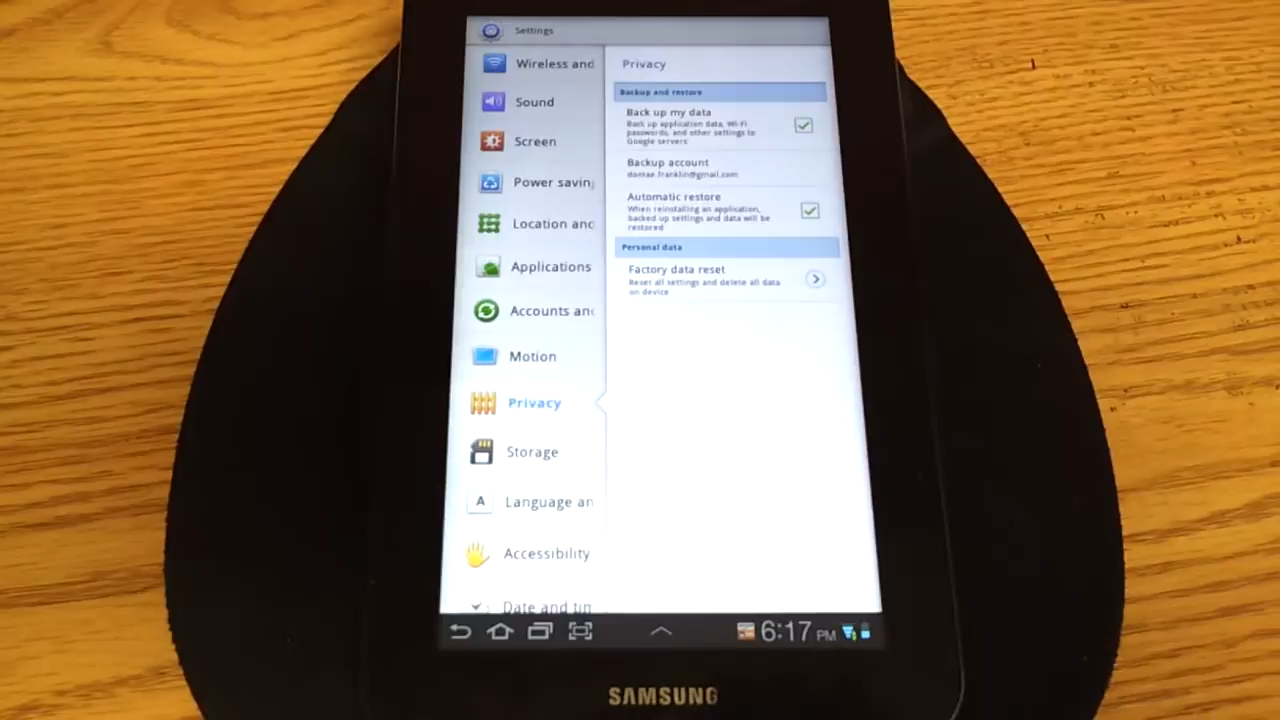 Settings
Wireless and
Sound
Screen
Power saving
Location and
Applications
Accounts and
Motion
Privacy
Storage
A
Language an
Accessibility
Date and tim
Privacy
Backup and restore
Back up my data
Back up application data, Wi-Fi
passwords, and other settings to
Google servers
Backup account
Automatic restore
When reinstalling an application,
backed up settings and data will be
restored
Personal data
Factory data reset
Reset all settings and delete all data
on device
6:17 PM
SAMSUNG